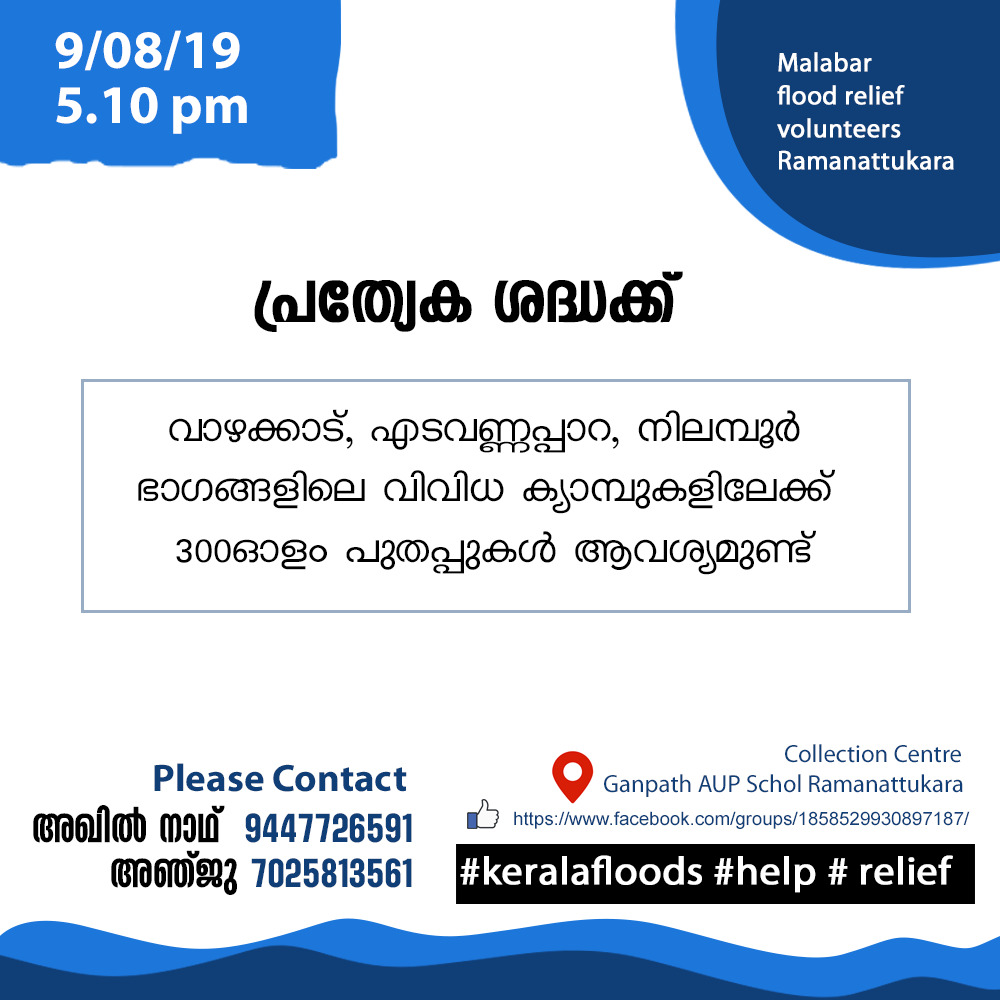 9/08/19
5.10 pm
Malabar
flood relief
volunteers
Ramanattukara
പ്രത്യേക ശദ്ധക്ക്
വാഴക്കാട്, എടവണ്ണപ്പാറ, നിലമ്പൂർ
ഭാഗങ്ങളിലെ വിവിധ ക്യാമ്പുകളിലേക്ക്
300ഓളം പുതപ്പുകൾ ആവശ്യമുണ്ട്
Please Contact
അഖിൽ നാഥ് 9447726591
അഞ്ജു 7025813561
Collection Centre
Ganpath AUP Schol Ramanattukara
https://www.facebook.com/groups/1858529930897187/
#keralafloods #help # relief